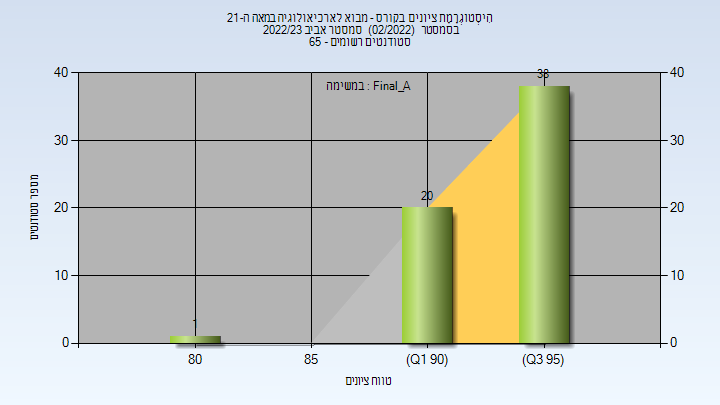 היסטוגרמת ציונים בקורס - מבוא לארכיאולוגיה במאה ה-21
בסמסטר (02/2022) סמסטר אביב 2022/23
סטודנטים רשומים - 65
במשימה : Final_A
40
30
20
10
0
40
30
20
10
0
מספר סטודנטים
1
20
38
80
85
(Q1 90)
(Q3 95)
טווח ציונים